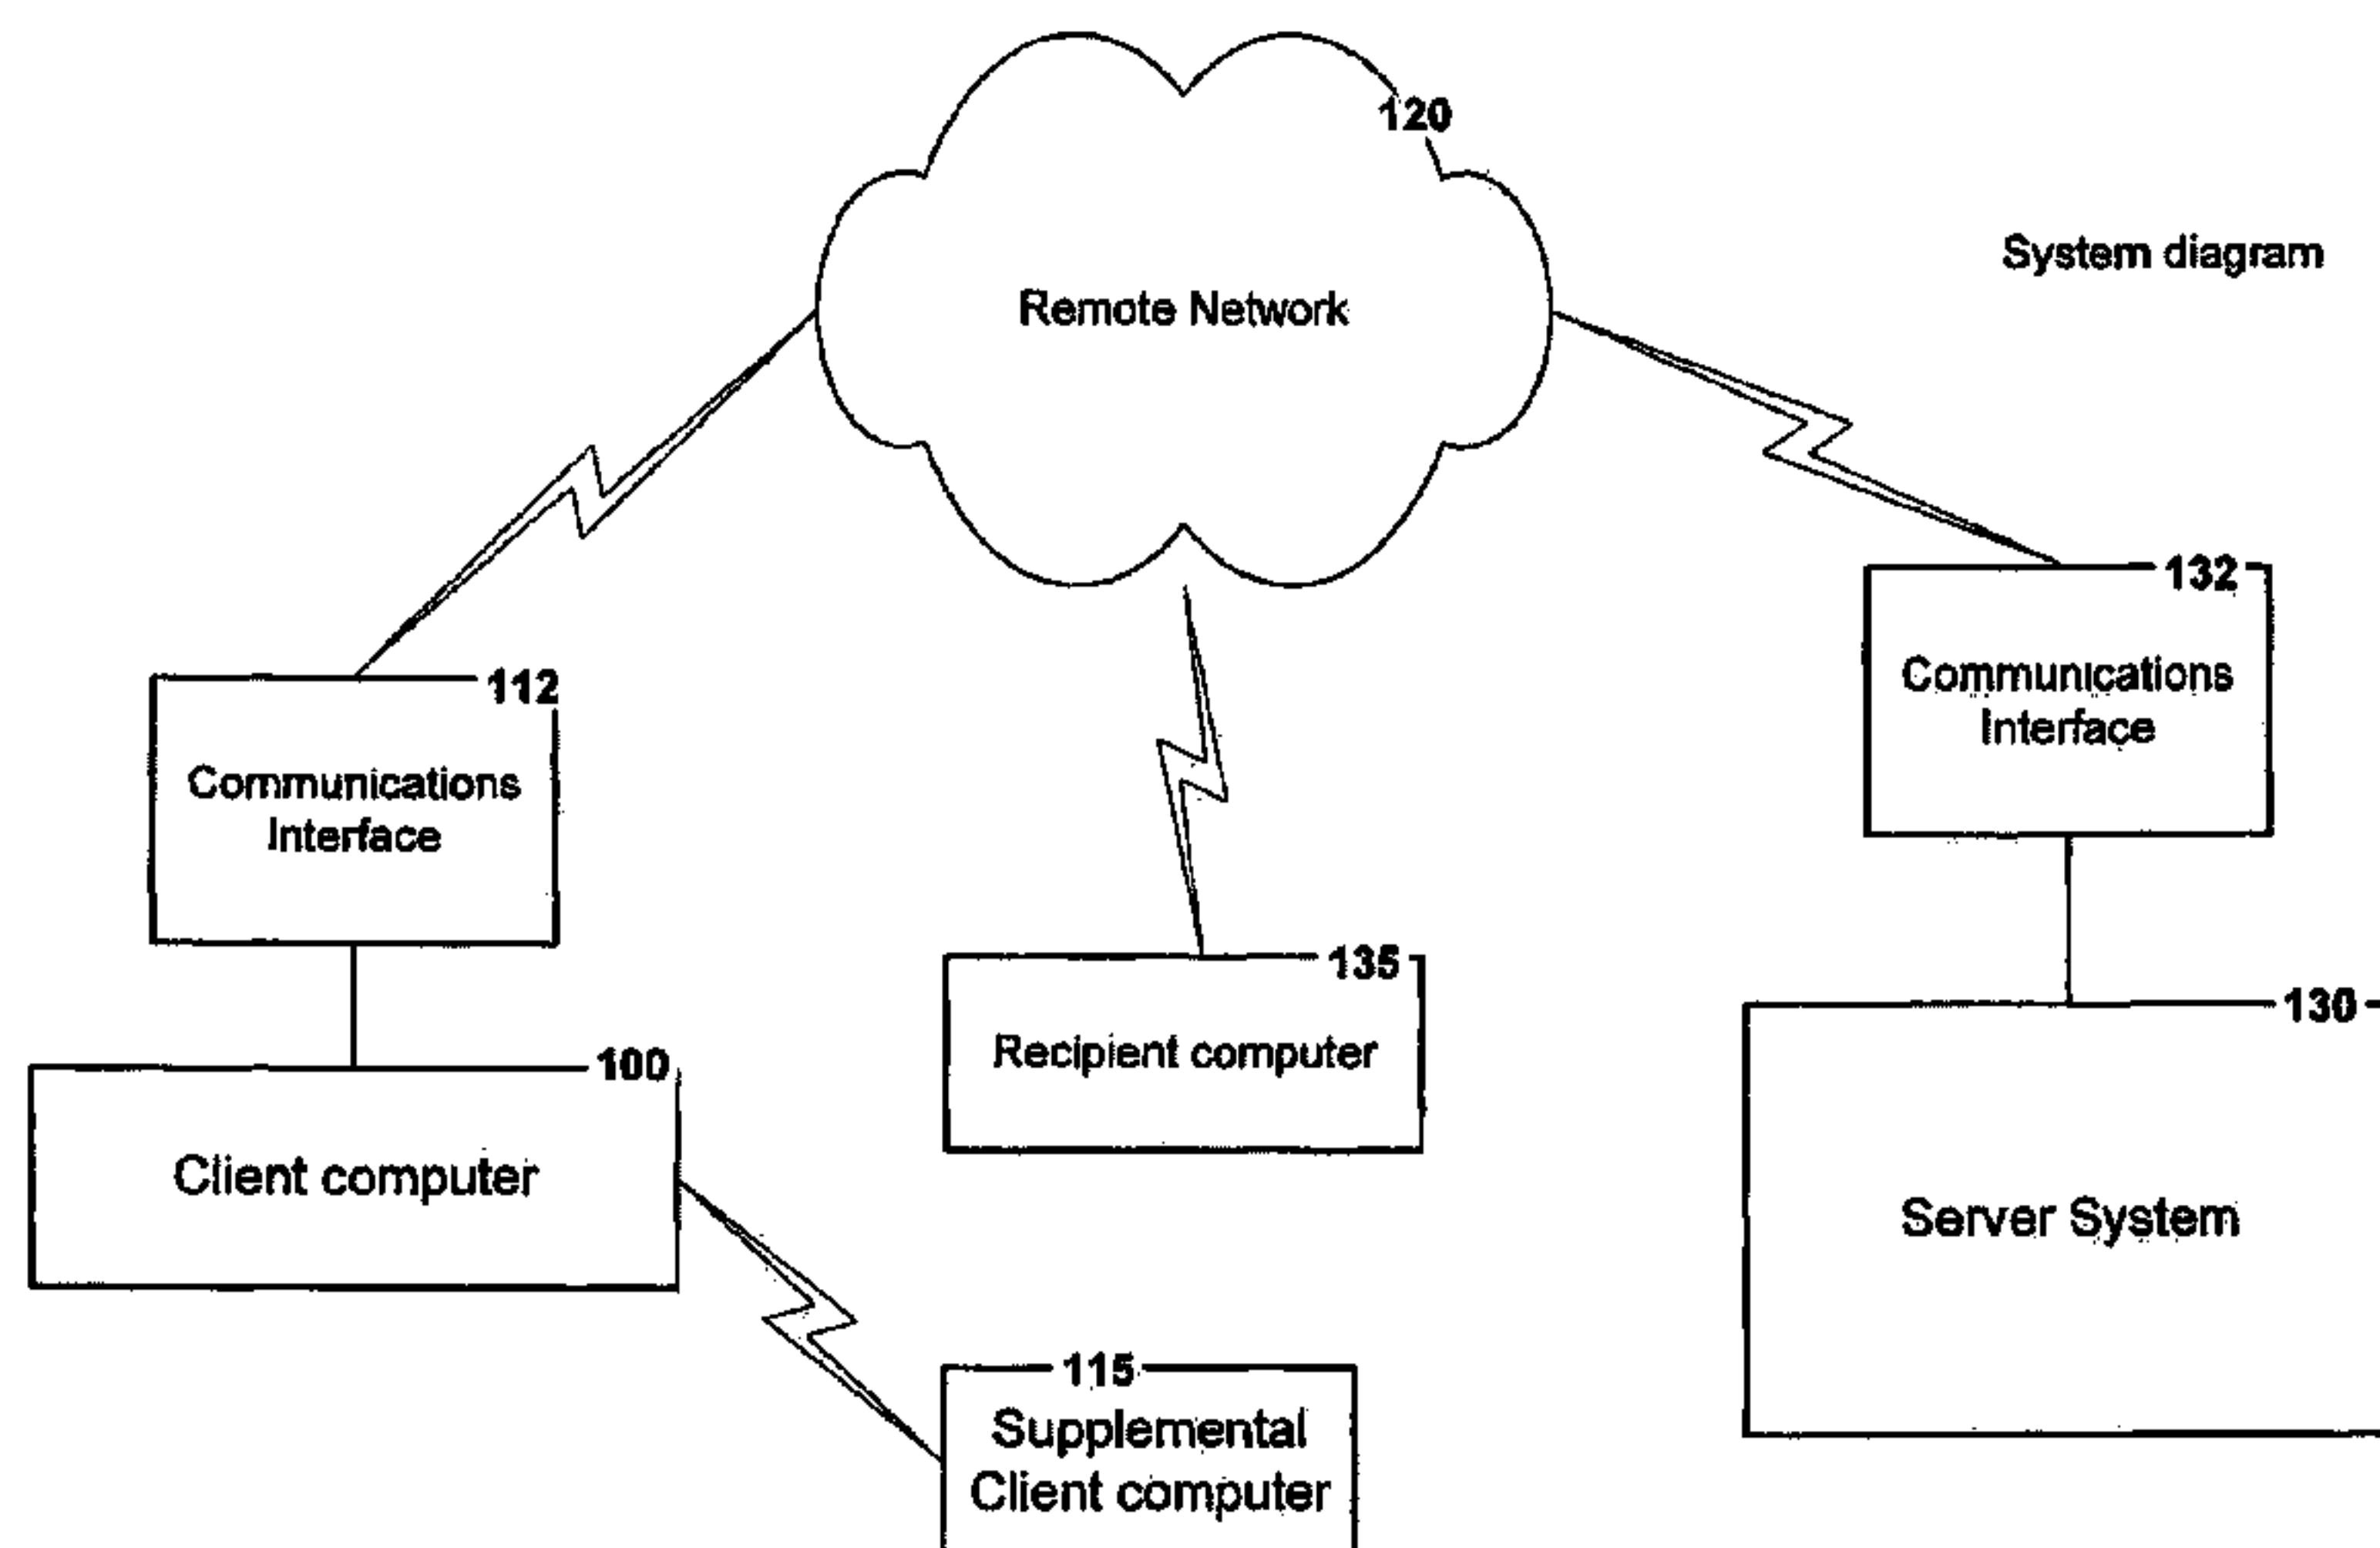 120
System diagram
Remote Network
132
Communications
Interface
112
Communications
Interface
135
Recipient computer
130
Server System
100
Client computer
115
Supplemental
Client computer